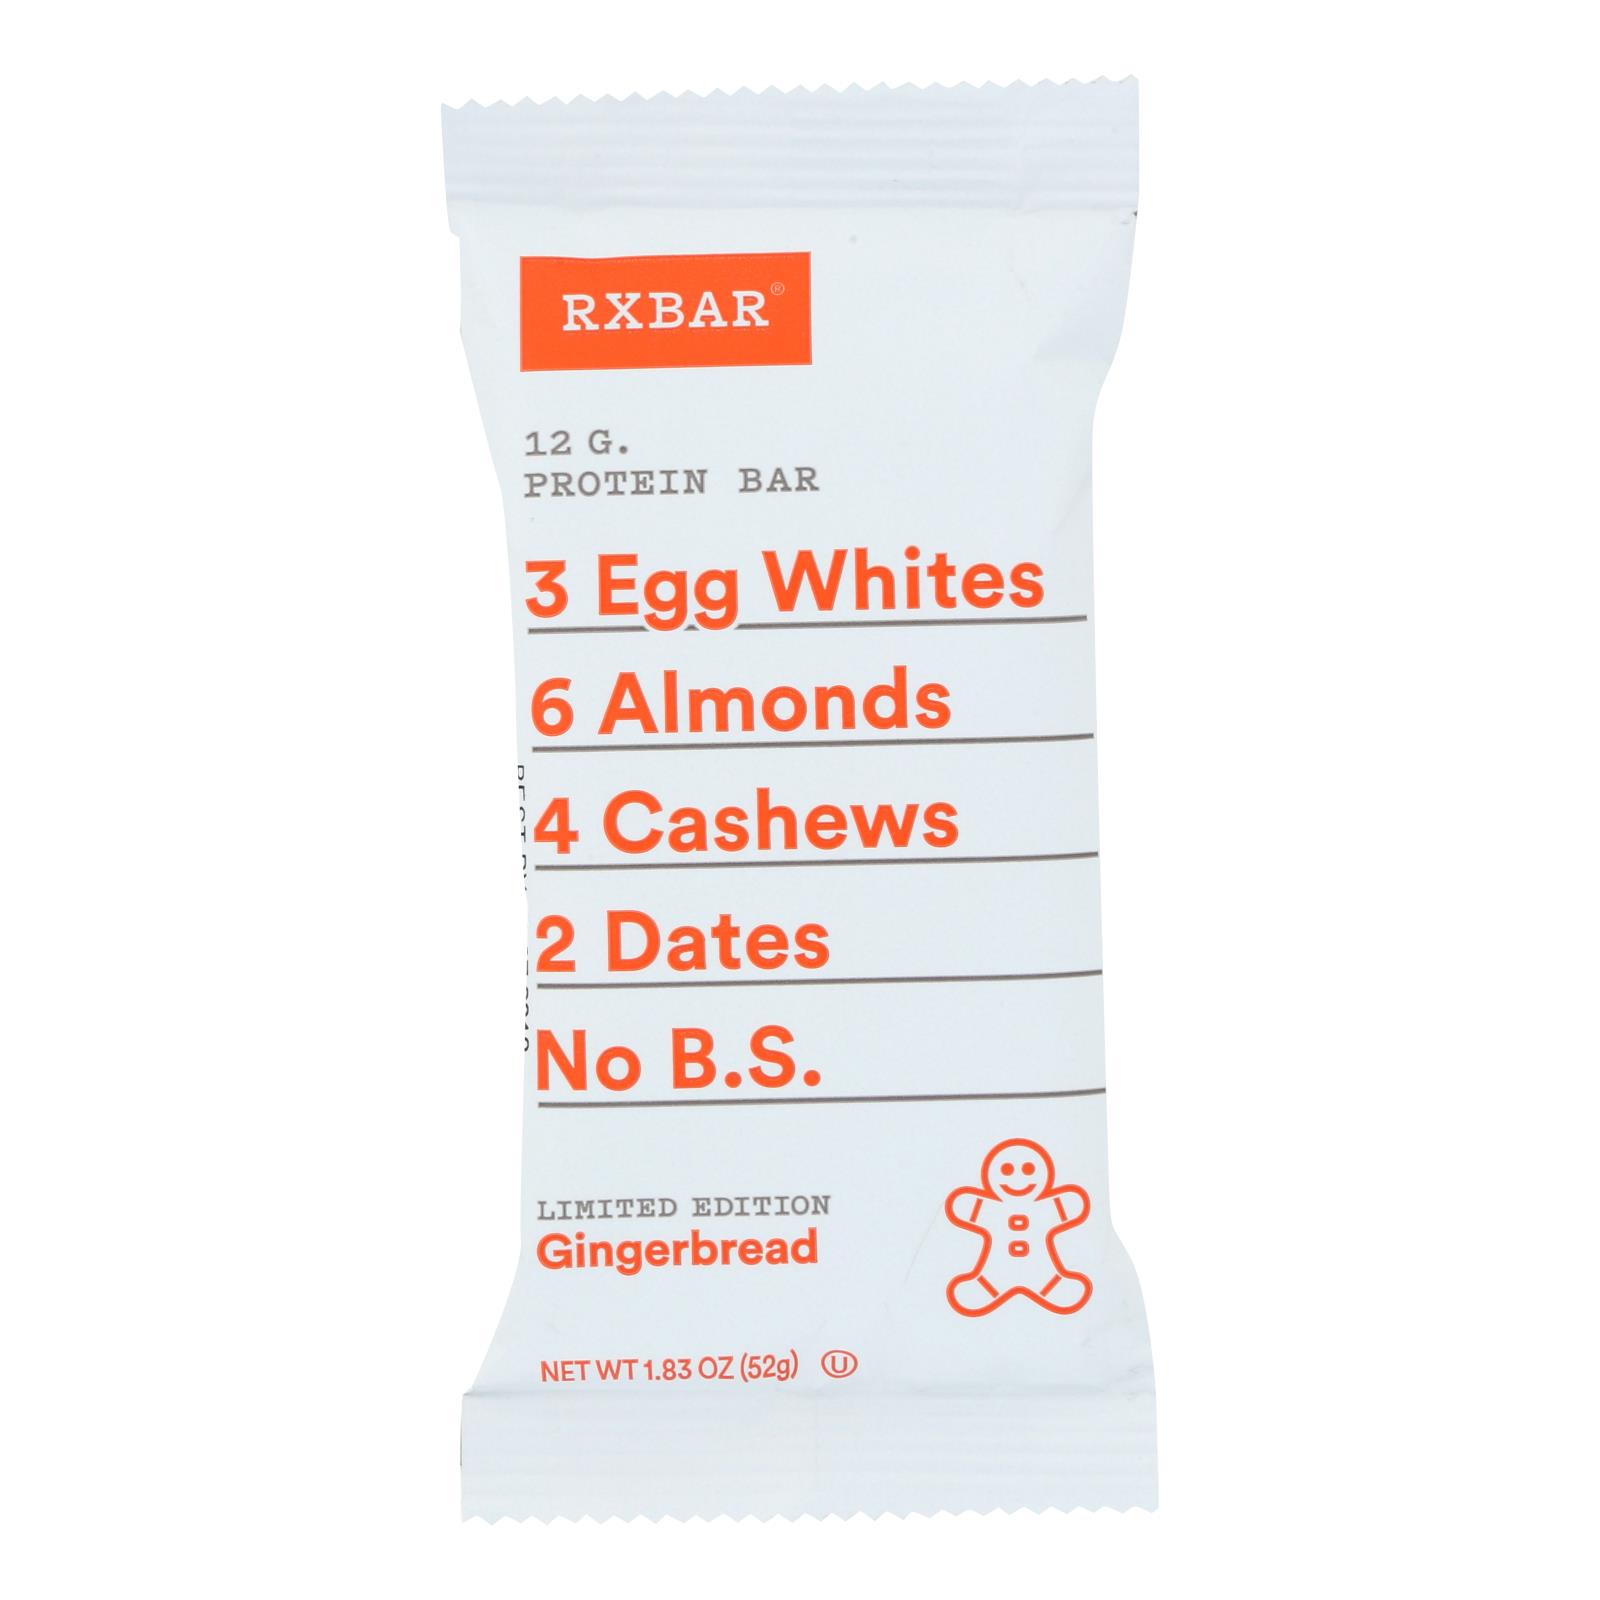 RXBAR®
12 G.
PROTEIN BAR
3 Egg Whites
6 Almonds
4 Cashews
2 Dates
No B.S.
LIMITED EDITION
Gingerbread
NET WT 1.83 OZ (52g) U